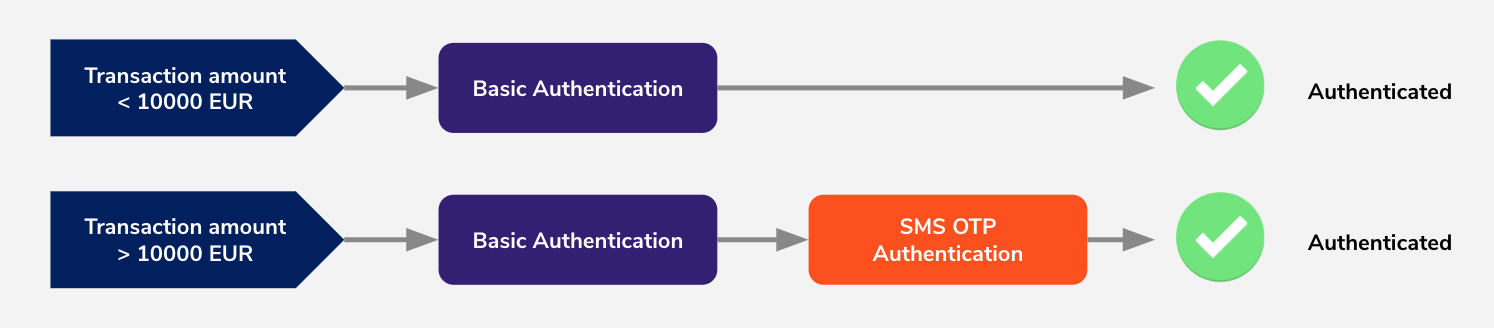 Transaction amount
< 10000 EUR
Basic Authentication
Authenticated
Transaction amount
> 10000 EUR
Basic Authentication
SMS OTP
Authentication
Authenticated